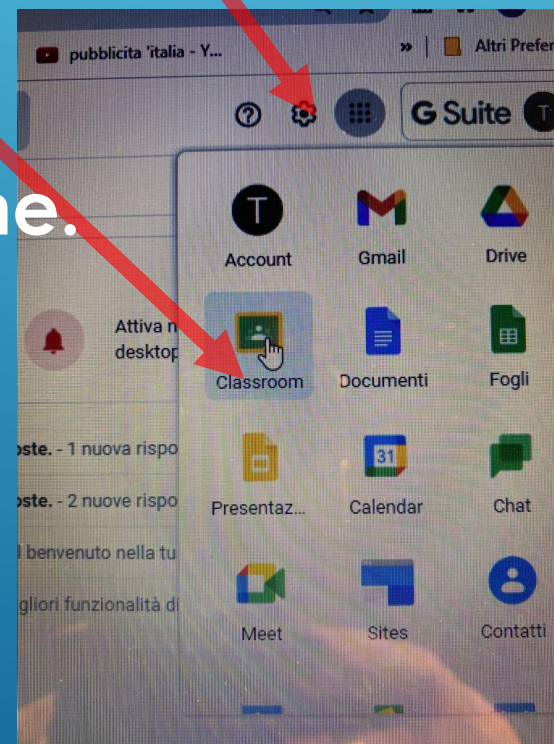 pubblicita 'italia - Y...
»
Altri Prefer
G Suite T
ne.
T
Account
Gmail
Drive
Attiva n
desktop
Classroom
Documenti
Fogli
oste. - 1 nuova rispo
oste. - 2 nuove rispo
31
Presentaz...
Calendar
Chat
l benvenuto nella tu
gliori funzionalità di
Meet
Sites
Contatti